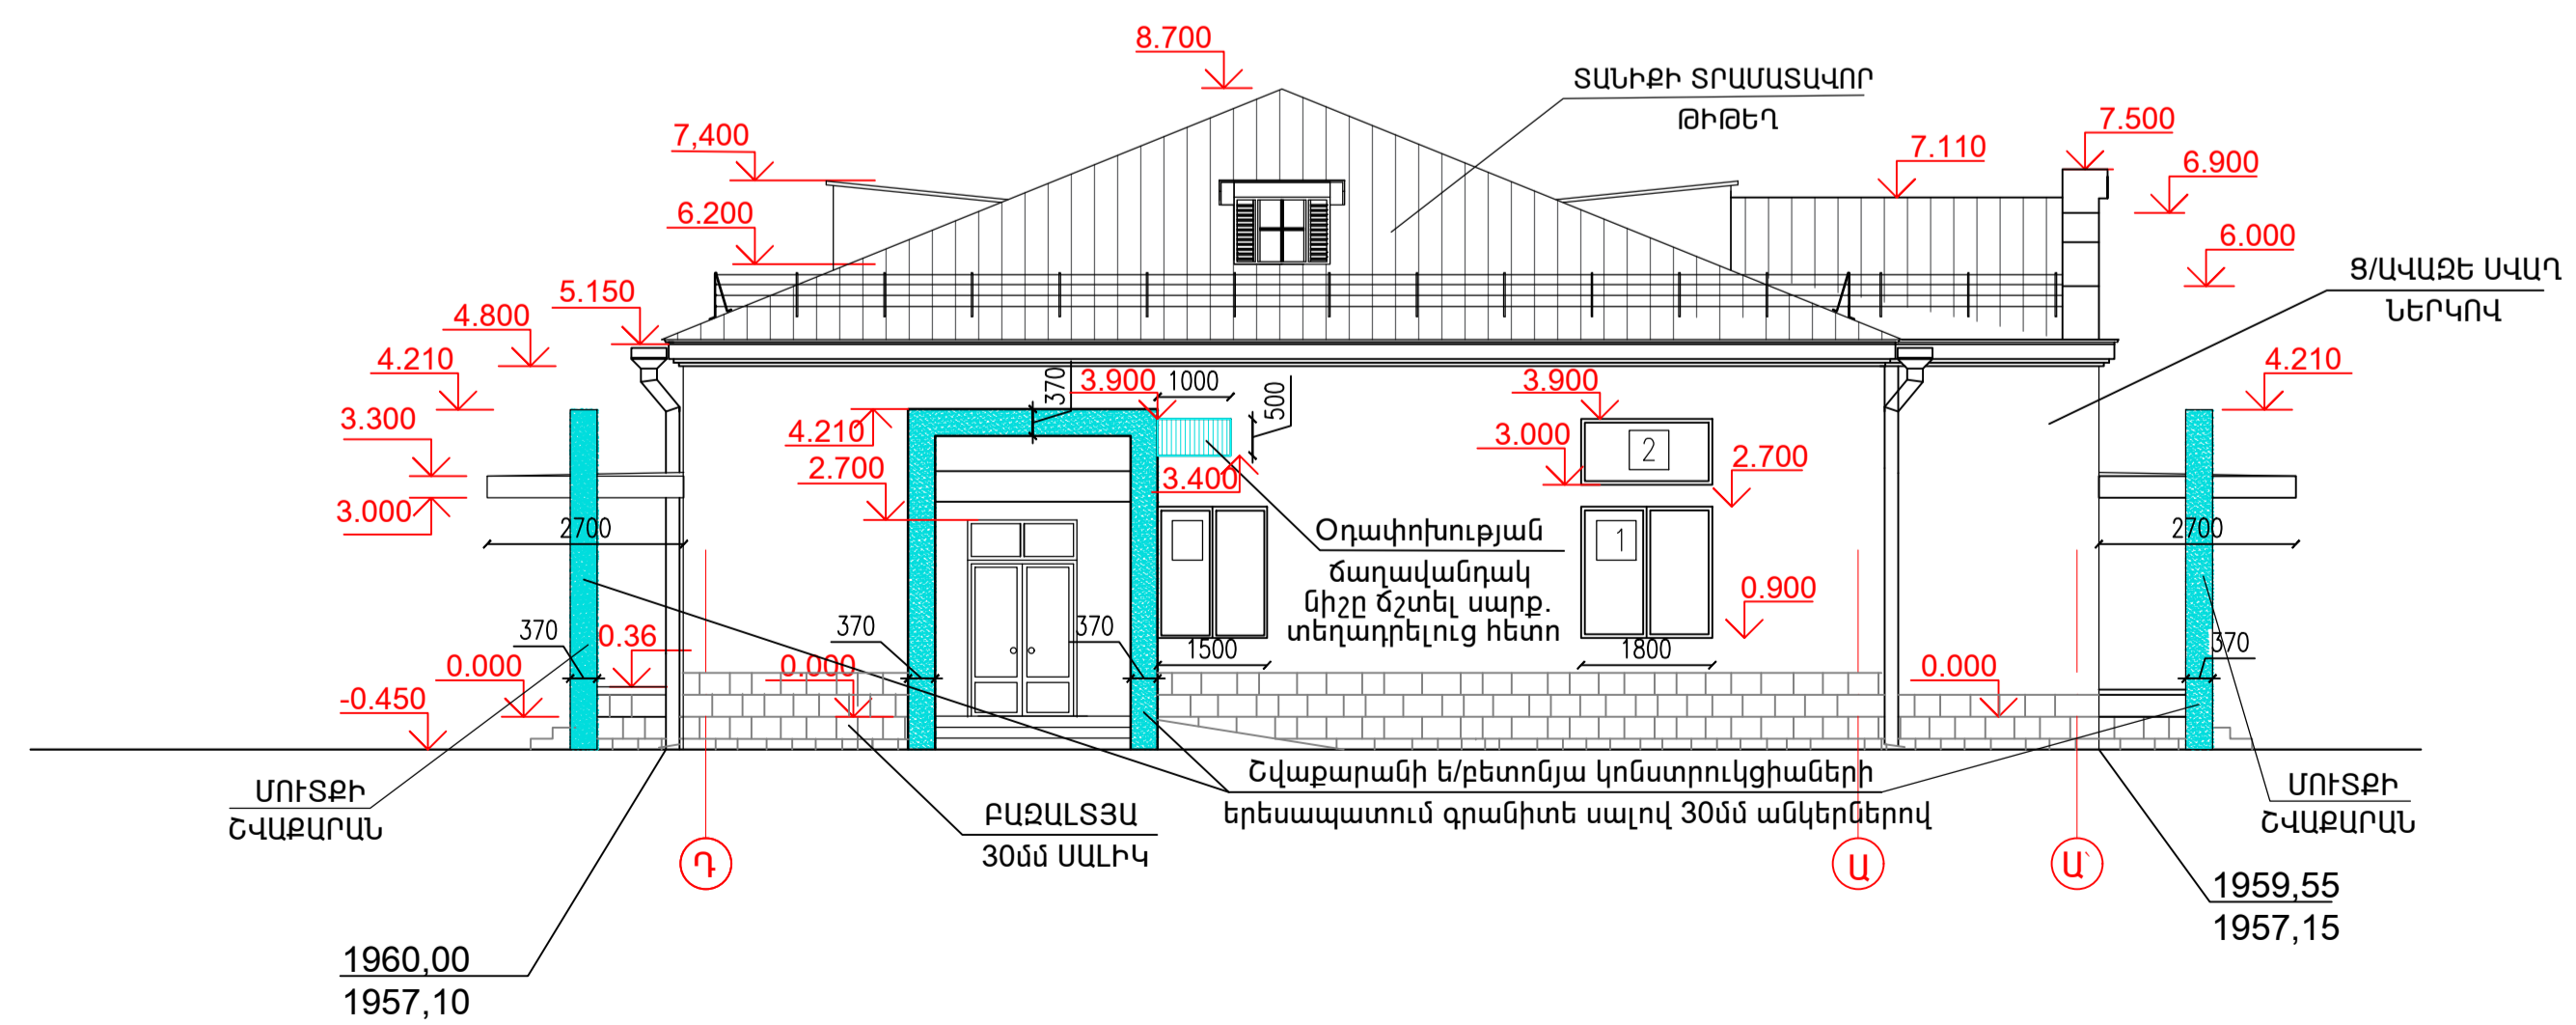 8.700
ՏԱՆԻՔԻ ՏՐԱՄԱՏԱՎՈՐ
ԹԻԹԵՂ
7,400
7.500
7.110
6.900
6.200
6.000
Ց/ԱՎԱԶԵ ՍՎԱՂ
ՆԵՐԿՈՎ
5.150
4.800
4.210
3.300
3.000
2700
370
3.900
1000
500
4.210
2.700
3.400
3.900
3.000
2
2.700
1
0.900
4.210
2700
Օդափոխության
ճաղավանդակ
նիշը ճշտել սարք.
տեղադրելուց հետո
370
0.36
0.000
-0.450
370
0.000
370
1500
1800
0.000
370
Շվաքարանի ե/բետոնյա կոնստրուկցիաների
երեսապատում գրանիտե սալով 30մմ անկերներով
ՄՈՒՏՔԻ
ՇՎԱՔԱՐԱՆ
ԲԱԶԱԼՏՅԱ
30մմ ՍԱԼԻԿ
ՄՈՒՏՔԻ
ՇՎԱՔԱՐԱՆ
Դ
Ա
Ա`
1959,55
1957,15
1960,00
1957,10